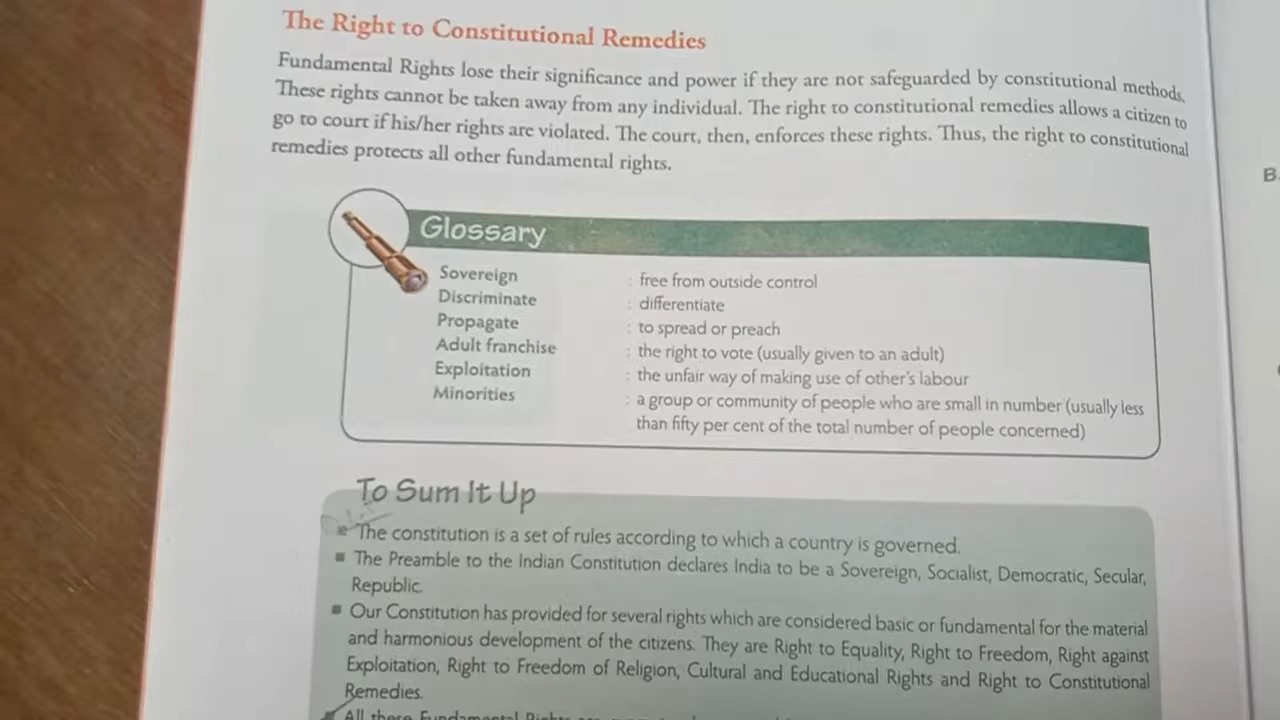 The Right to Constitutional Remedies
Fundamental Rights lose their significance and power if they are not safeguarded by constitutional methods.
These rights cannot be taken away from any individual. The right to constitutional remedies allows a citizen to
go to court if his/her rights are violated. The court, then, enforces these rights. Thus, the right to constitutional
remedies protects all other fundamental rights.
B.
Glossary
Sovereign : free from outside control
Discriminate : differentiate
Propagate : to spread or preach
Adult franchise : the right to vote (usually given to an adult)
Exploitation : the unfair way of making use of other's labour
Minorities : a group or community of people who are small in number (usually less
than fifty per cent of the total number of people concerned)
To Sum It Up
■ The constitution is a set of rules according to which a country is governed.
■ The Preamble to the Indian Constitution declares India to be a Sovereign, Socialist, Democratic, Secular,
Republic.
■ Our Constitution has provided for several rights which are considered basic or fundamental for the material
and harmonious development of the citizens. They are Right to Equality, Right to Freedom, Right against
Exploitation, Right to Freedom of Religion, Cultural and Educational Rights and Right to Constitutional
Remedies.
■ All these Fundamental Rights are